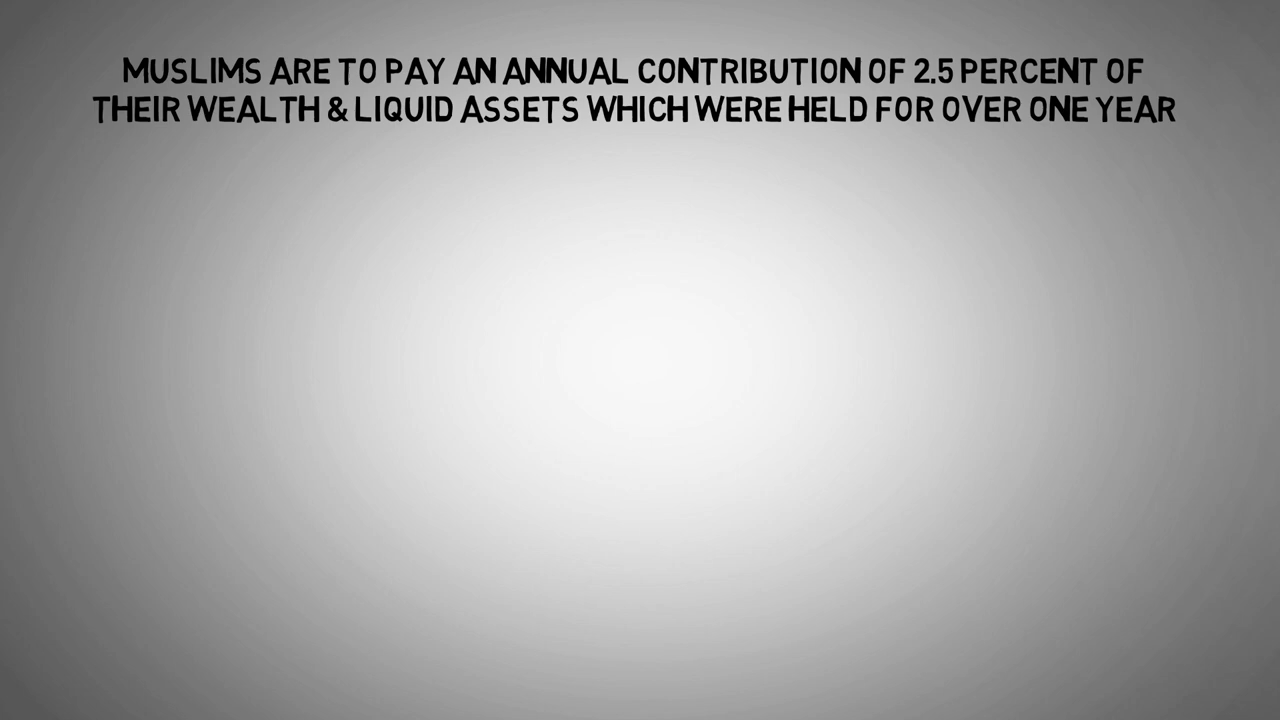 MUSLIMS ARE TO PAY AN ANNUAL CONTRIBUTION OF 2.5 PERCENT OF
THEIR WEALTH & LIQUID ASSETS WHICH WERE HELD FOR OVER ONE YEAR